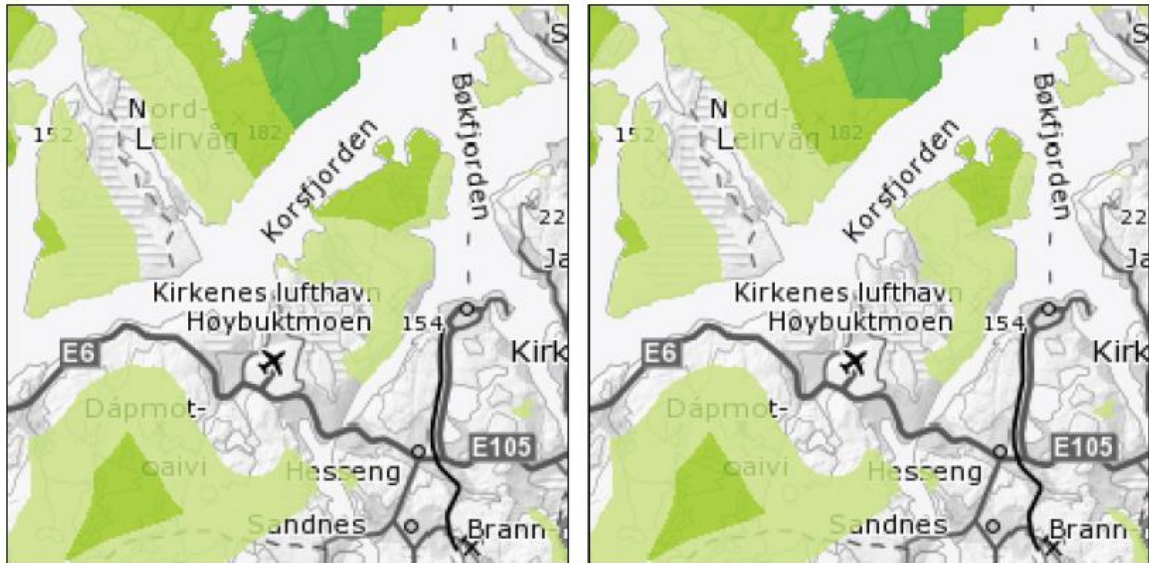 Nord-
Leirvåg
152
182
Korsfjorden
Bøkfjorden
S
22
Ja
Kirkenes lufthavn
Høybuktmoen
154
E6
Kirk
Dápmot-
oaivi
Hesseng
E105
Sandnes
Brann
Nord-
Leirvåg
152
182
Korsfjorden
Bøkfjorden
S
22
Ja
Kirkenes lufthavn
Høybuktmoen
154
E6
Kirk
Dápmot-
oaivi
Hesseng
E105
Sandnes
Brann